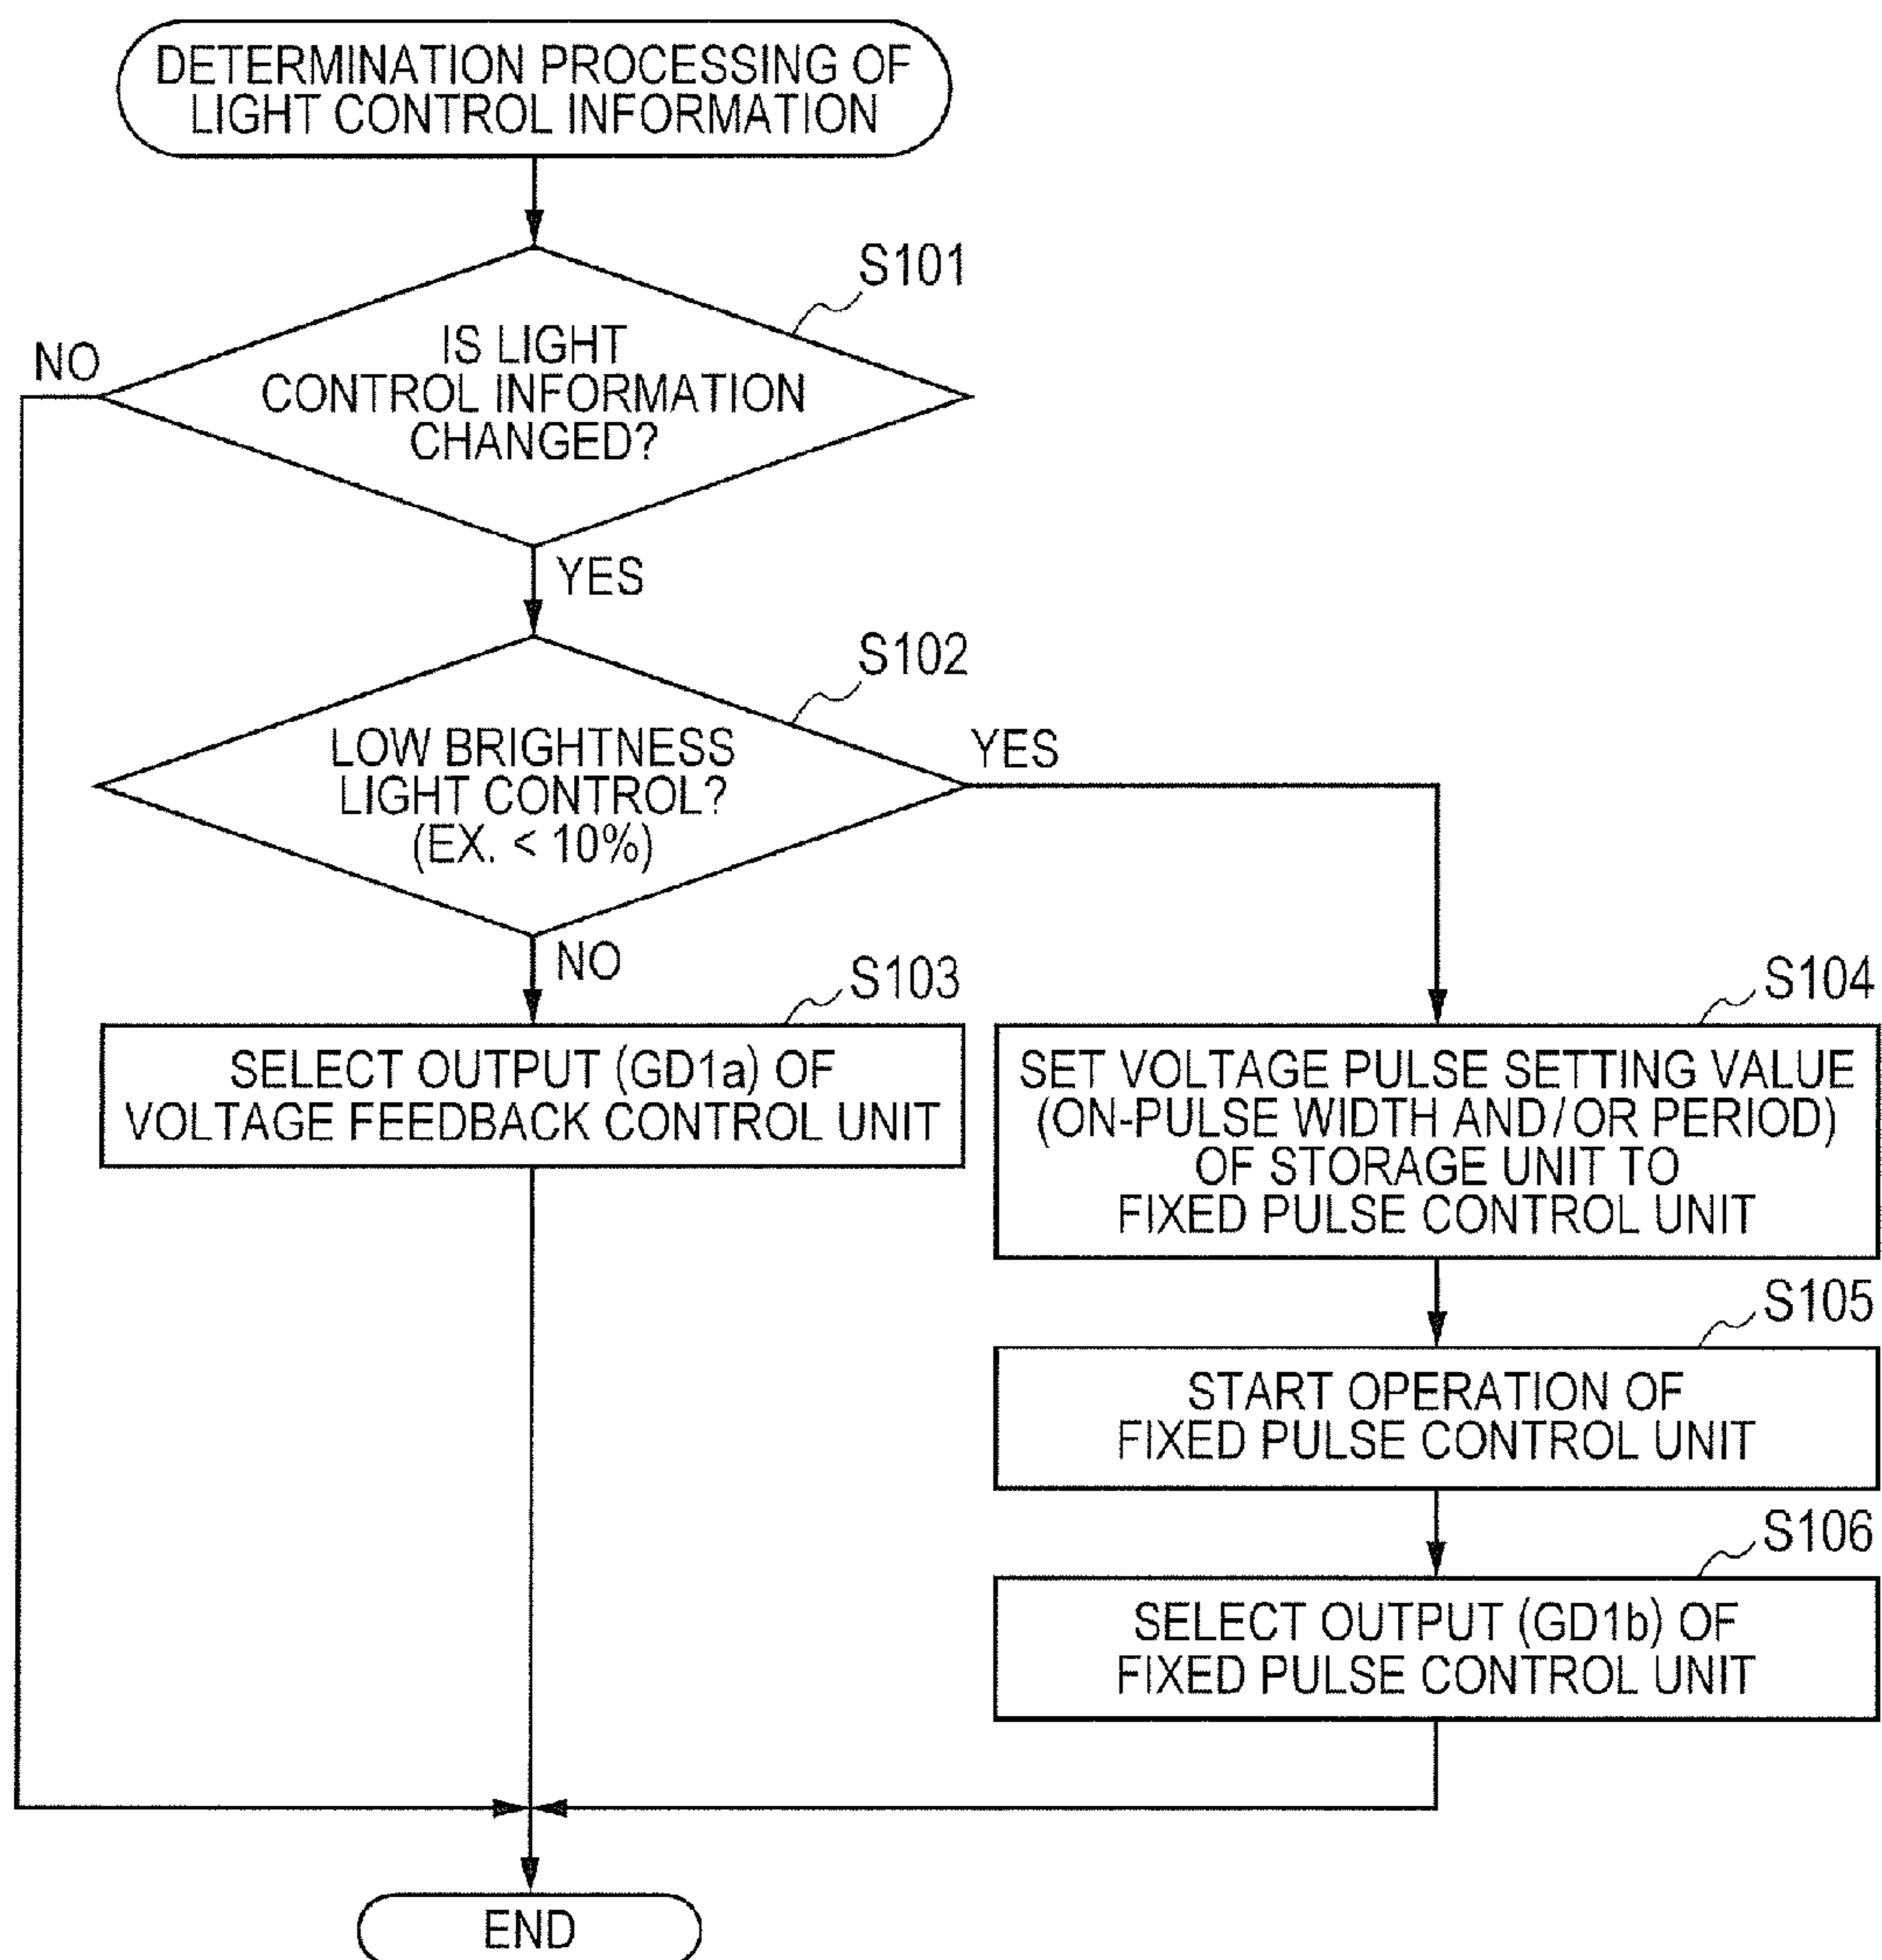 DETERMINATION PROCESSING OF
LIGHT CONTROL INFORMATION
S101
IS LIGHT
CONTROL INFORMATION
CHANGED?
NO
YES
S102
LOW BRIGHTNESS
LIGHT CONTROL?
(EX. < 10%)
YES
NO
S103
SELECT OUTPUT (GD1a) OF
VOLTAGE FEEDBACK CONTROL UNIT
S104
SET VOLTAGE PULSE SETTING VALUE
(ON-PULSE WIDTH AND/OR PERIOD)
OF STORAGE UNIT TO
FIXED PULSE CONTROL UNIT
S105
START OPERATION OF
FIXED PULSE CONTROL UNIT
S106
SELECT OUTPUT (GD1b) OF
FIXED PULSE CONTROL UNIT
END